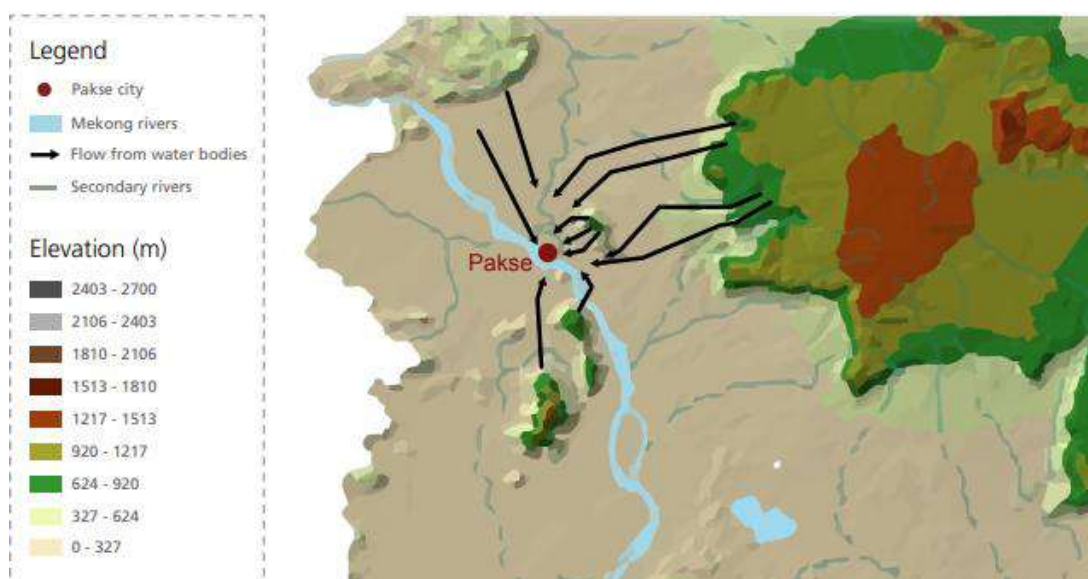 Legend
Pakse city
Mekong rivers
Flow from water bodies
Secondary rivers
Elevation (m)
2403 - 2700
2106 - 2403
1810 - 2106
1513 - 1810
1217 - 1513
920 - 1217
624 - 920
327 - 624
0 - 327
Pakse